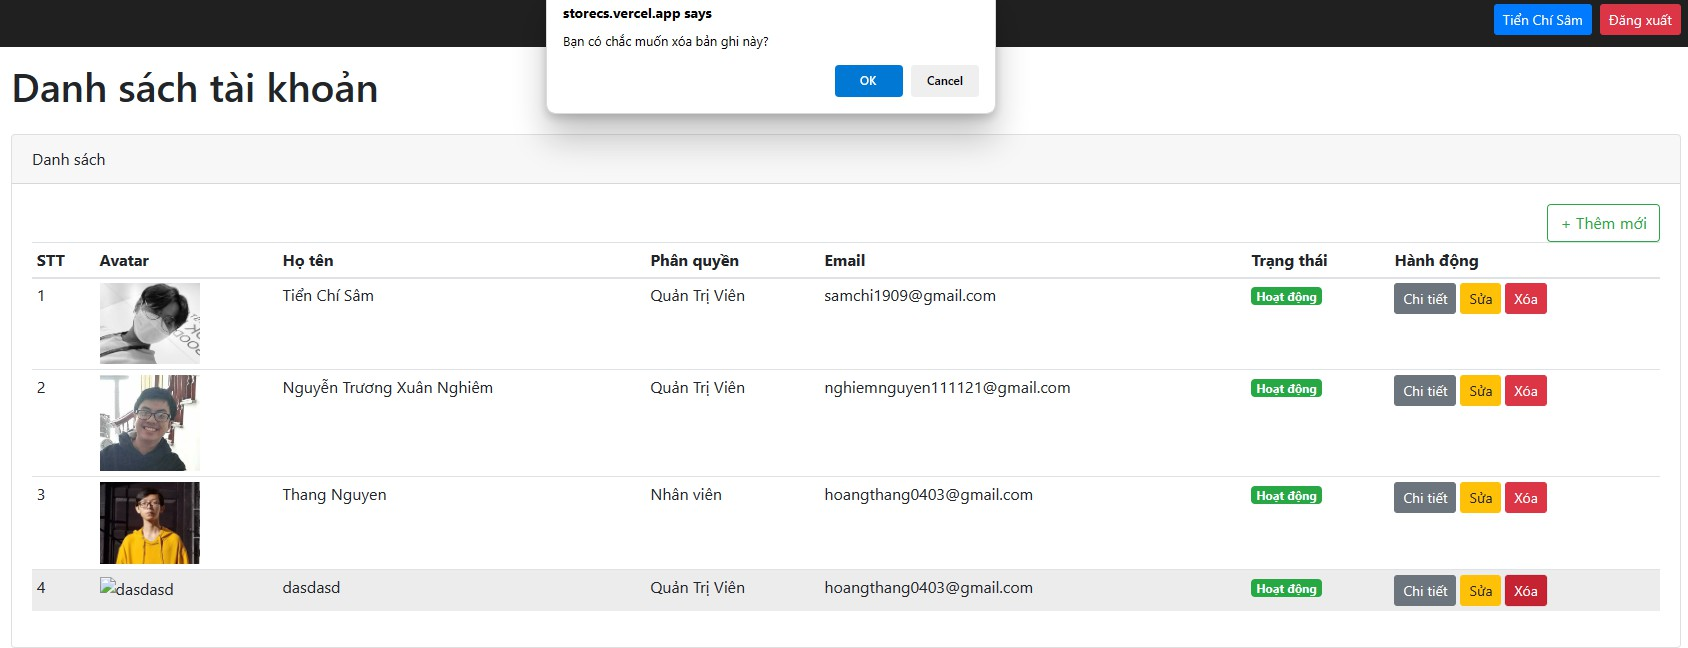 storecs.vercel.app says
Bạn có chắc muốn xóa bản ghi này?
OK Cancel
Tiển Chí Sâm Đăng xuất
Danh sách tài khoản
Danh sách
+ Thêm mới
STT Avatar Họ tên Phân quyền Email Trạng thái Hành động
1 Tiển Chí Sâm Quản Trị Viên samchi1909@gmail.com Hoạt động Chi tiết Sửa Xóa
2 Nguyễn Trương Xuân Nghiêm Quản Trị Viên nghiemnguyen111121@gmail.com Hoạt động Chi tiết Sửa Xóa
3 Thang Nguyen Nhân viên hoangthang0403@gmail.com Hoạt động Chi tiết Sửa Xóa
4 dasdasd dasdasd Quản Trị Viên hoangthang0403@gmail.com Hoạt động Chi tiết Sửa Xóa